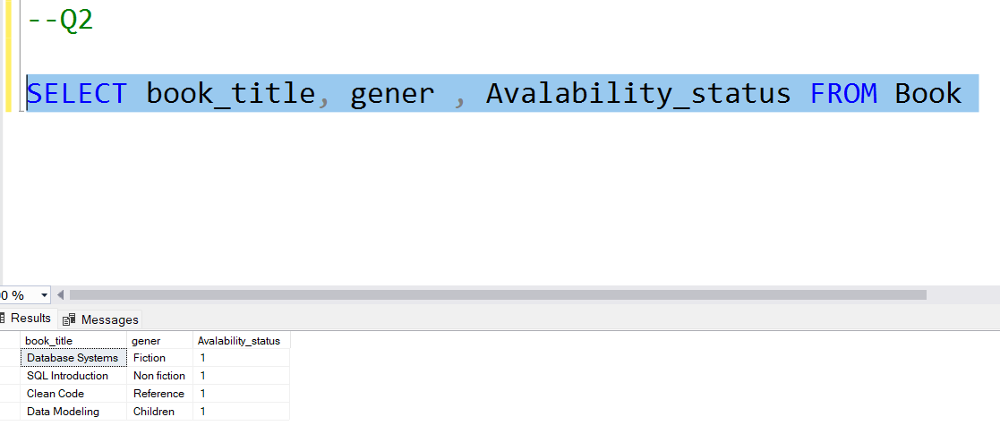 --Q2
SELECT book_title, gener , Avalability_status FROM Book
0 %
Results Messages
book_title gener Avalability_status
Database Systems Fiction 1
SQL Introduction Non fiction 1
Clean Code Reference 1
Data Modeling Children 1